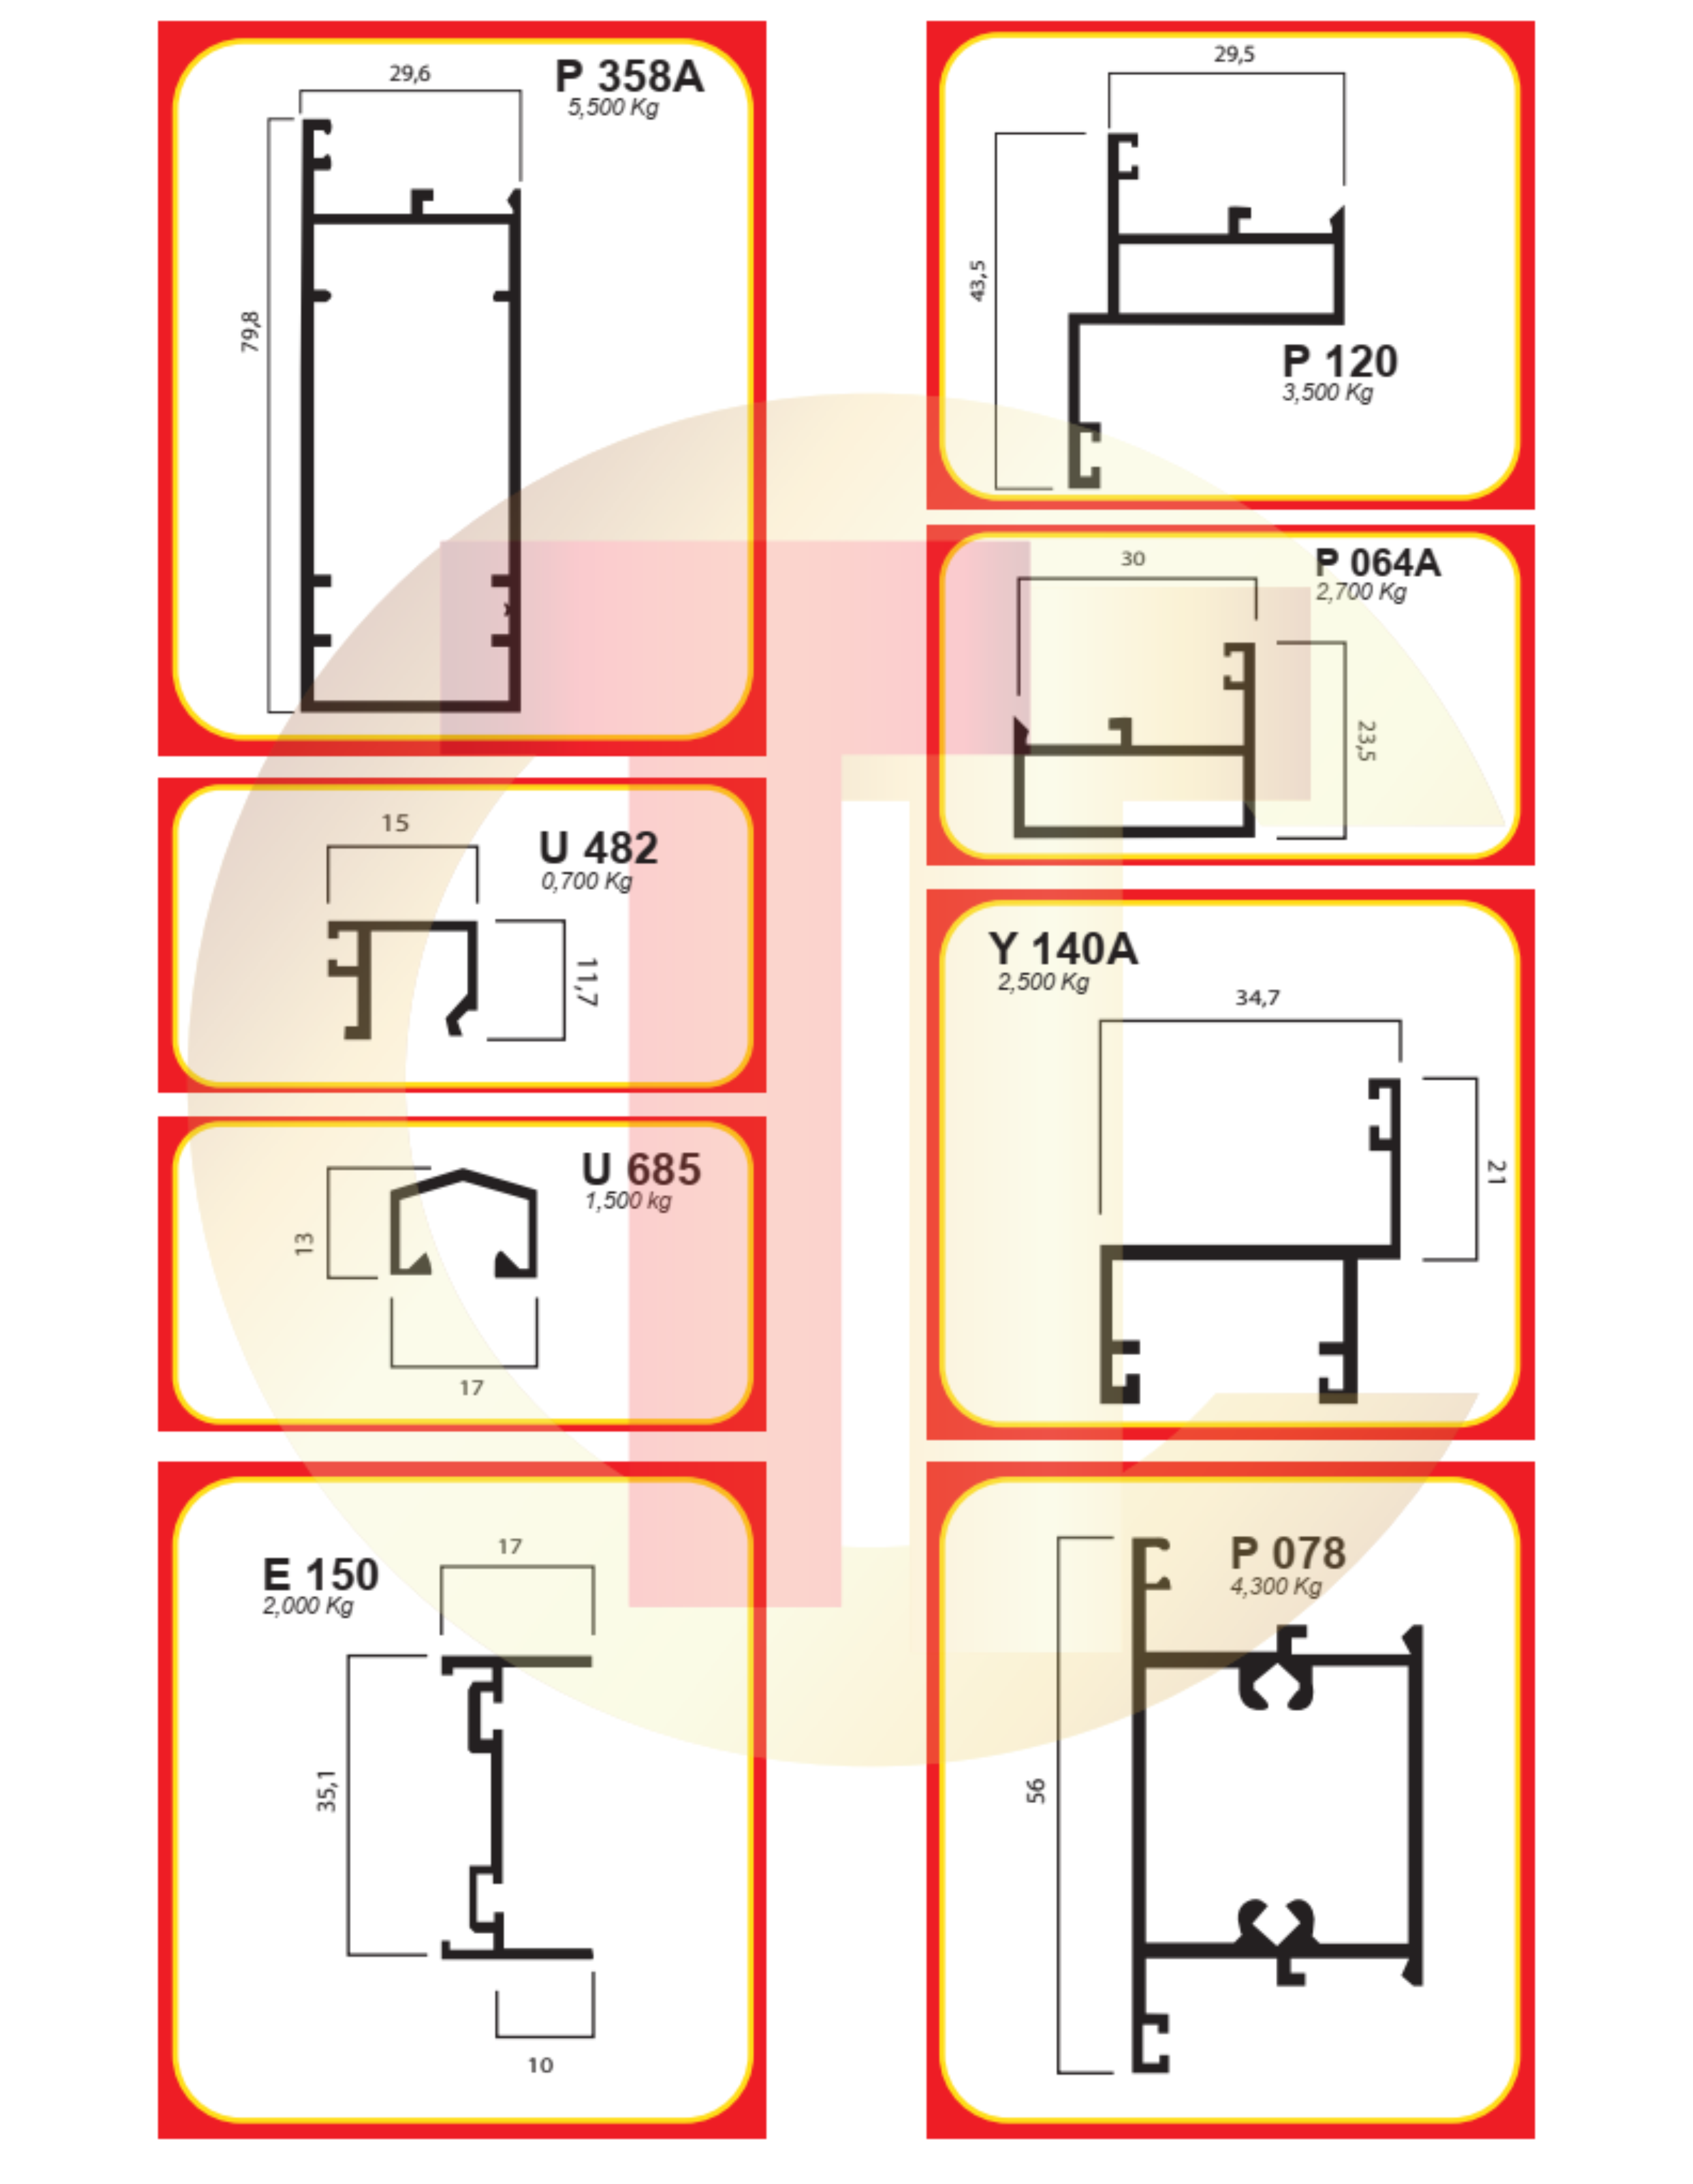 29,6
P 358A
5,500 Kg
79,8
15
U 482
0,700 Kg
11,7
U 685
1,500 kg
13
17
17
E 150
2,000 Kg
35,1
10
29,5
43,5
P 120
3,500 Kg
30
P 064A
2,700 Kg
23,5
Y 140A
2,500 Kg
34,7
21
P 078
4,300 Kg
56